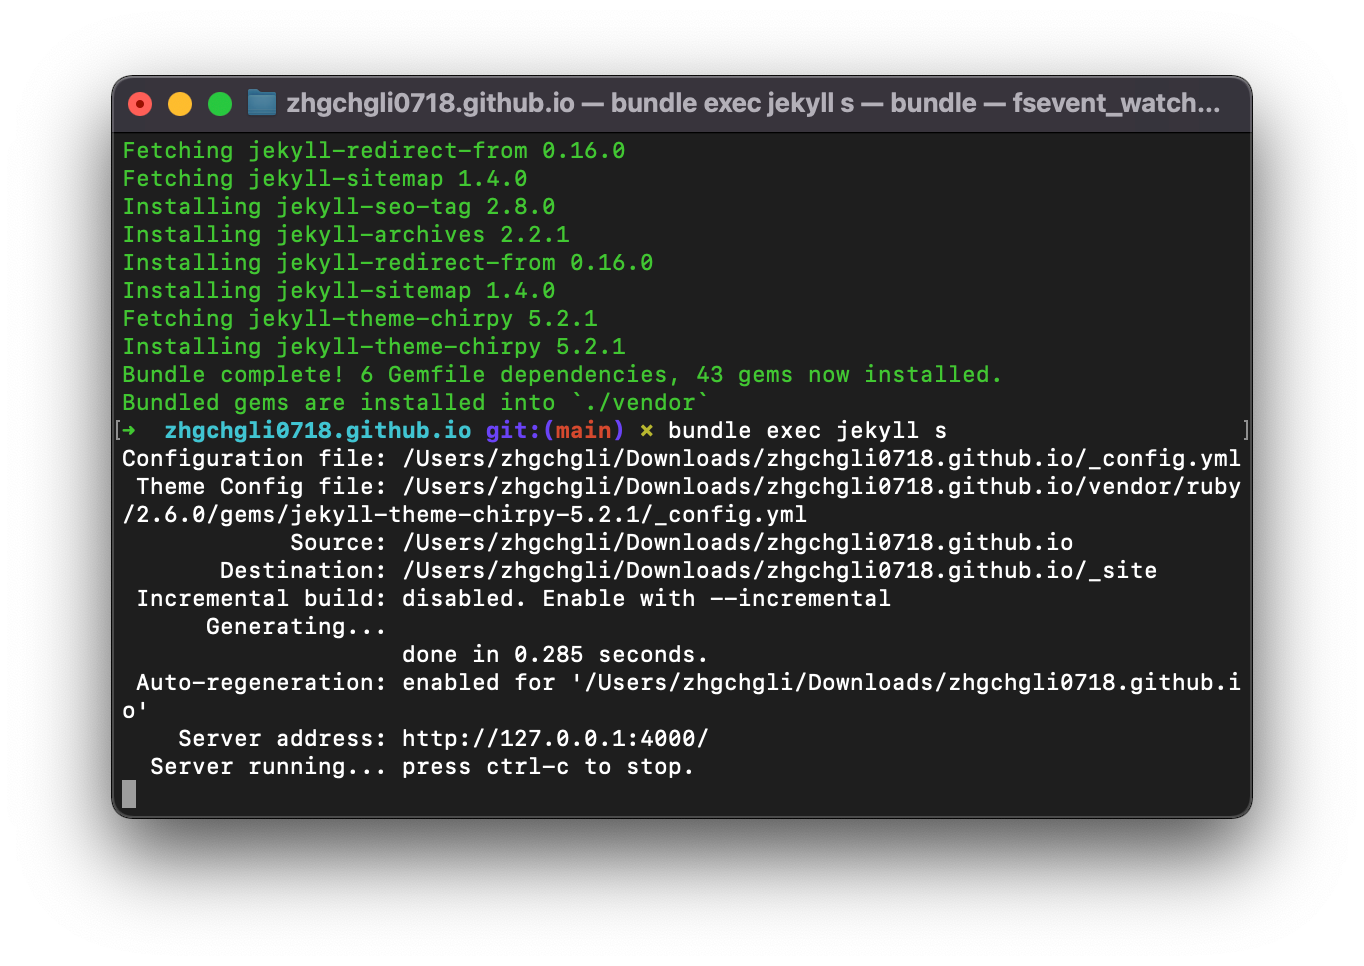 zhgchgli0718.github.io — bundle exec jekyll s — bundle — fsevent_watch...
Fetching jekyll-redirect-from 0.16.0
Fetching jekyll-sitemap 1.4.0
Installing jekyll-seo-tag 2.8.0
Installing jekyll-archives 2.2.1
Installing jekyll-redirect-from 0.16.0
Installing jekyll-sitemap 1.4.0
Fetching jekyll-theme-chirpy 5.2.1
Installing jekyll-theme-chirpy 5.2.1
Bundle complete! 6 Gemfile dependencies, 43 gems now installed.
Bundled gems are installed into `./vendor`
[➜  zhgchgli0718.github.io git:(main) ✗ bundle exec jekyll s ]
Configuration file: /Users/zhgchgli/Downloads/zhgchgli0718.github.io/_config.yml
 Theme Config file: /Users/zhgchgli/Downloads/zhgchgli0718.github.io/vendor/ruby
/2.6.0/gems/jekyll-theme-chirpy-5.2.1/_config.yml
            Source: /Users/zhgchgli/Downloads/zhgchgli0718.github.io
       Destination: /Users/zhgchgli/Downloads/zhgchgli0718.github.io/_site
 Incremental build: disabled. Enable with --incremental
      Generating...
                    done in 0.285 seconds.
 Auto-regeneration: enabled for '/Users/zhgchgli/Downloads/zhgchgli0718.github.i
o'
    Server address: http://127.0.0.1:4000/
  Server running... press ctrl-c to stop.